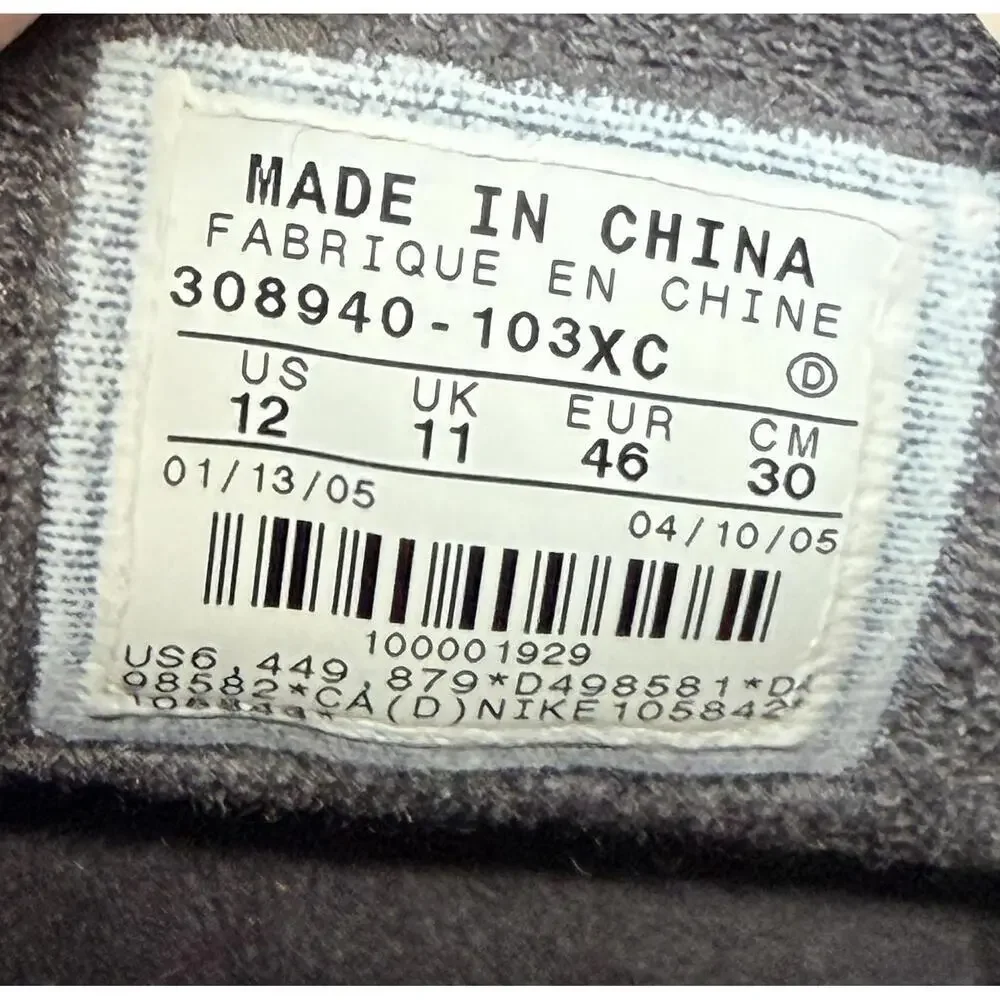 MADE IN CHINA
FABRIQUE EN CHINE
308940-103XC
D
US UK EUR CM
12 11 46 30
01/13/05 04/10/05
100001929
US6,449,879*D498581*D
98582*CA(D)NIKE105842